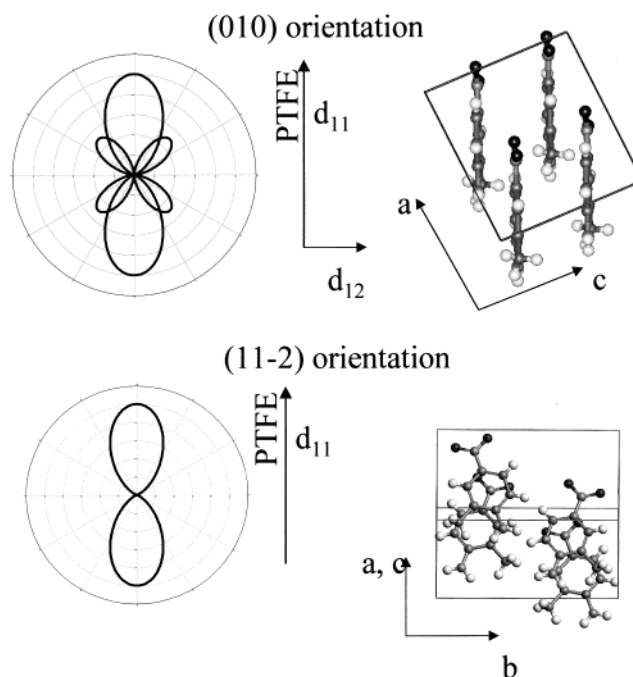 (010) orientation
PTFE
d11
d12
a
c
(11-2) orientation
PTFE
d11
a, c
b